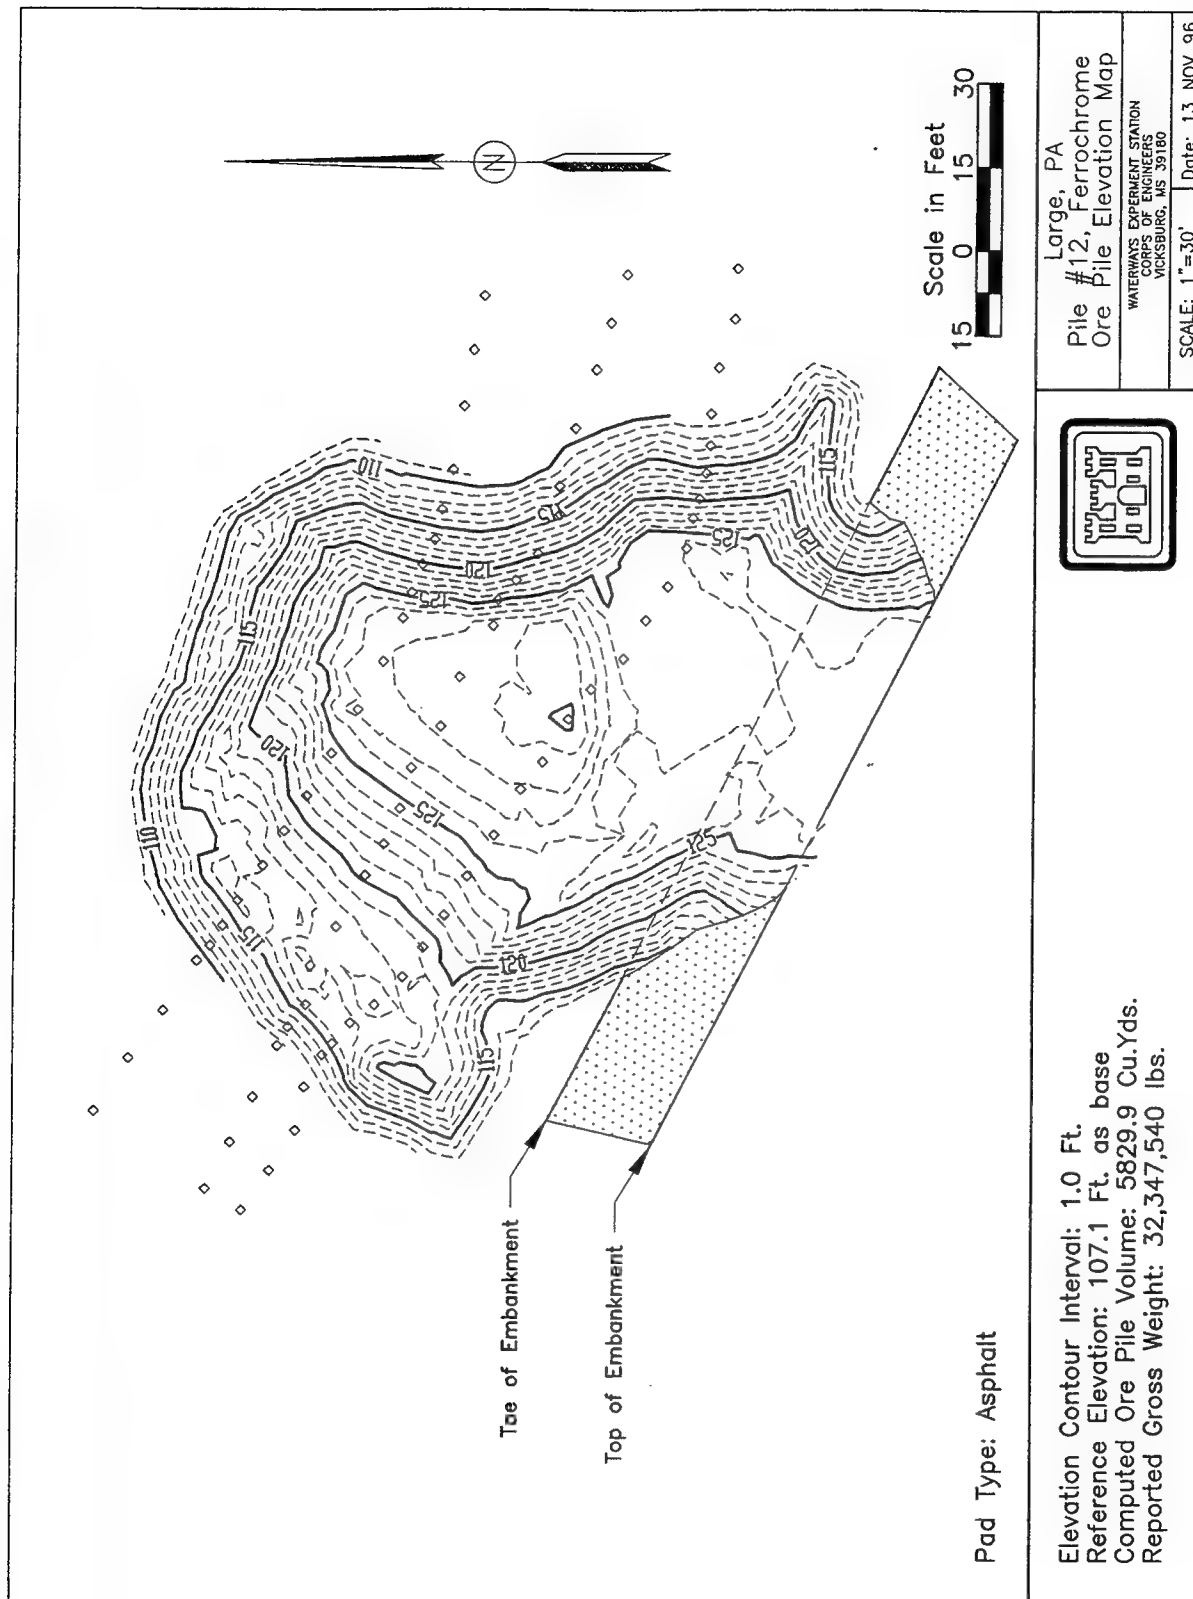 110
110
115
115
115
120
120
125
125
125
115
125
120
115
120
115
N
Toe of Embankment
Top of Embankment
Pad Type: Asphalt
Scale in Feet
15 0 15 30
Elevation Contour Interval: 1.0 Ft.
Reference Elevation: 107.1 Ft. as base
Computed Ore Pile Volume: 5829.9 Cu.Yds.
Reported Gross Weight: 32,347,540 lbs.
Large, PA
Pile #12, Ferrochrome
Ore Pile Elevation Map
WATERWAYS EXPERMENT STATION
CORPS OF ENGINEERS
VICKSBURG, MS 39180
SCALE: 1"=30'
Date: 13 NOV 96